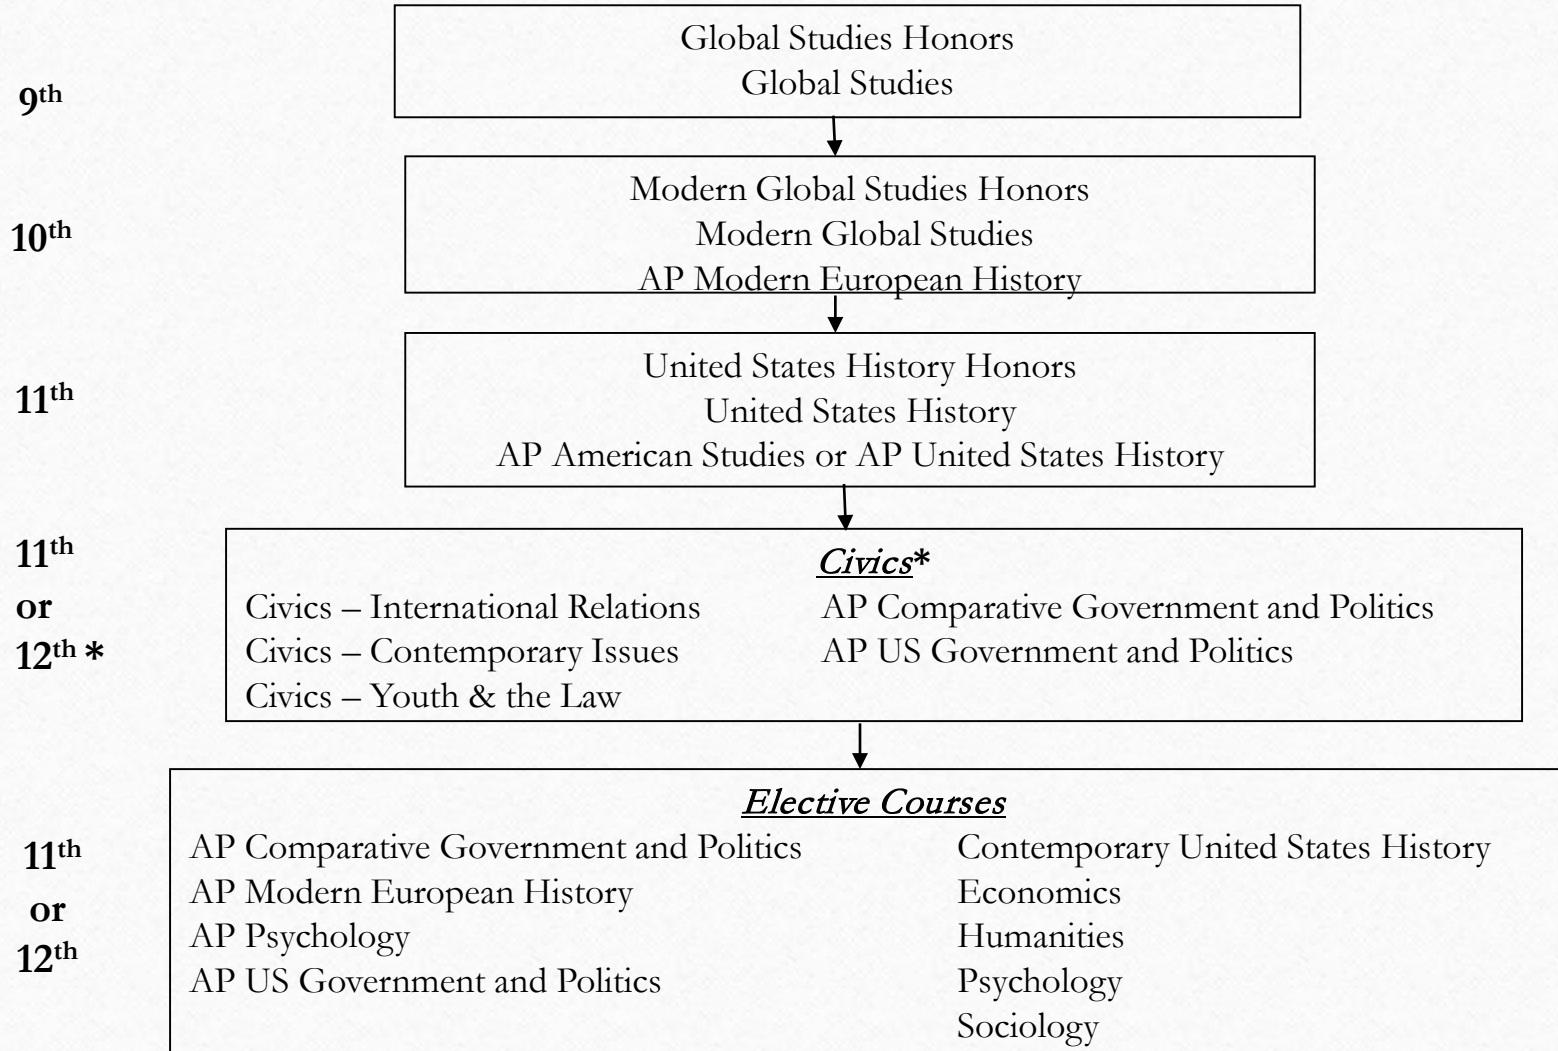 9th
Global Studies Honors
Global Studies
10th
Modern Global Studies Honors
Modern Global Studies
AP Modern European History
11th
United States History Honors
United States History
AP American Studies or AP United States History
11th
or
12th *
Civics*
Civics – International Relations
Civics – Contemporary Issues
Civics – Youth & the Law
AP Comparative Government and Politics
AP US Government and Politics
11th
or
12th
Elective Courses
AP Comparative Government and Politics
AP Modern European History
AP Psychology
AP US Government and Politics
Contemporary United States History
Economics
Humanities
Psychology
Sociology